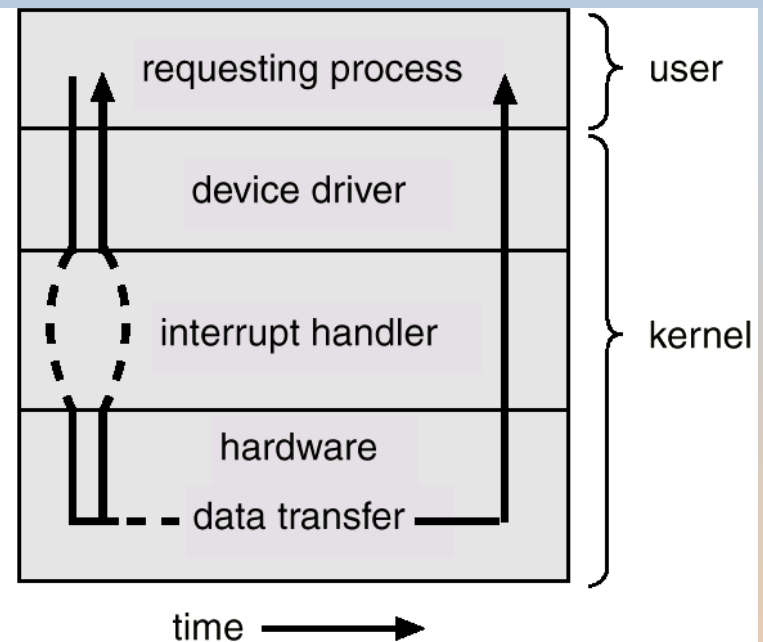 requesting process
user
device driver
interrupt handler
kernel
hardware
data transfer
time